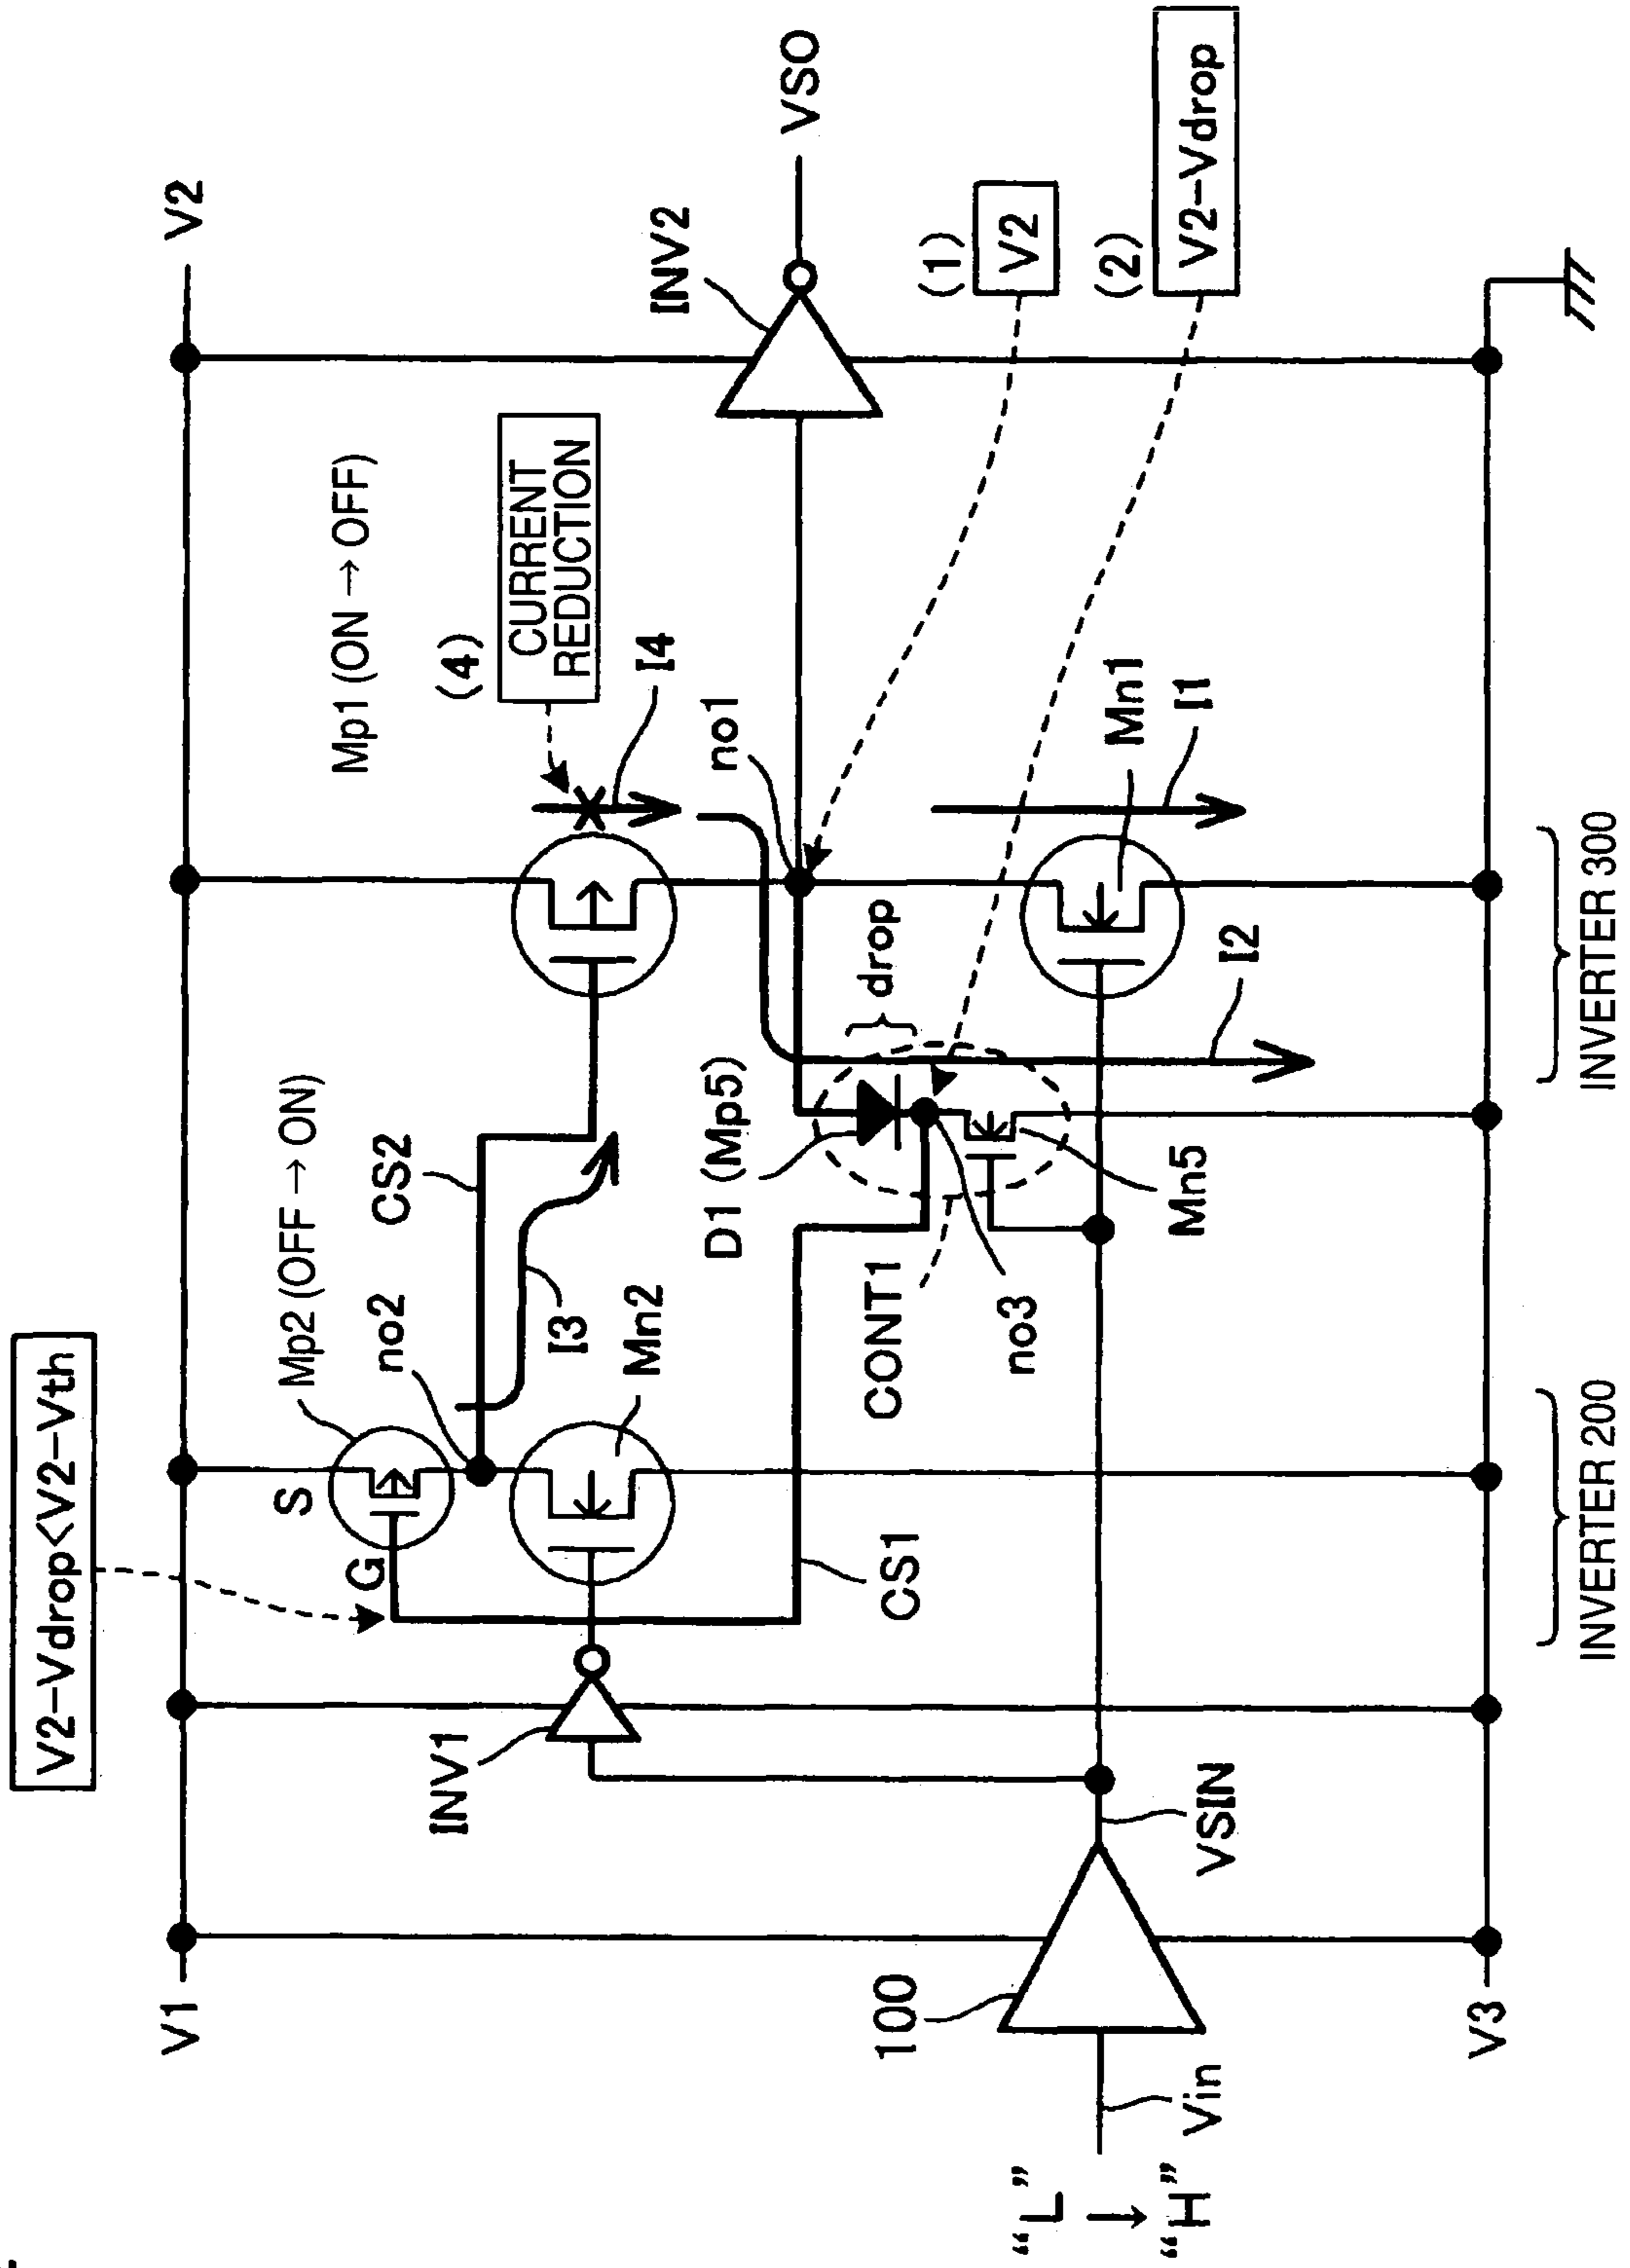 V2-Vdrop<V2-Vth
V1
V2
Mp2 (OFF → ON)
Mp1 (ON → OFF)
S
G
no2
CS2
(4)
CURRENT
REDUCTION
I4
INV1
I3
Mn2
no1
INV2
D1 (Mp5)
drop
VSO
CS1
CONT1
(1)
V2
100
no3
Mn1
(2)
V2-Vdrop
VSIN
Mn5
I2
I1
Vin
“L”
↓
“H”
V3
INVERTER 200
INVERTER 300